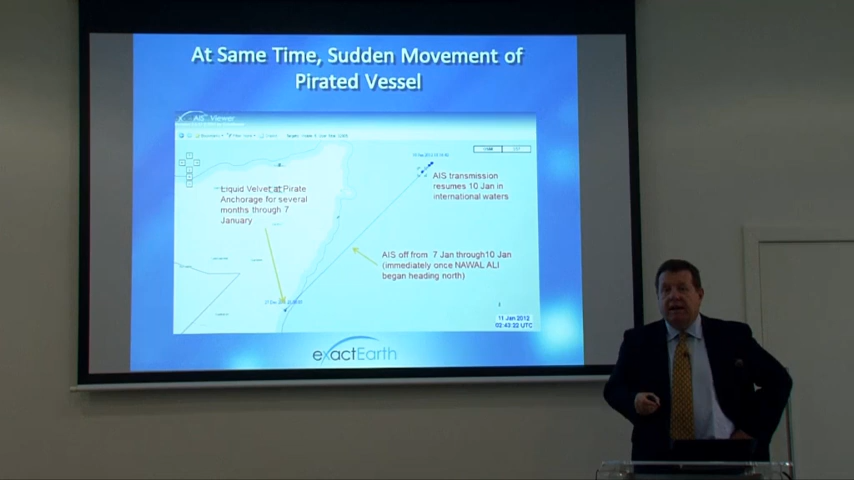 At Same Time, Sudden Movement of
Pirated Vessel
AIS Viewer
Liquid Velvet at Pirate
Anchorage for several
months through 7
January
AIS transmission
resumes 10 Jan in
international waters
AIS off from 7 Jan through10 Jan
(immediately once NAWAL ALI
began heading north)
11 Jan 2012
02:43:22 UTC
exactEarth